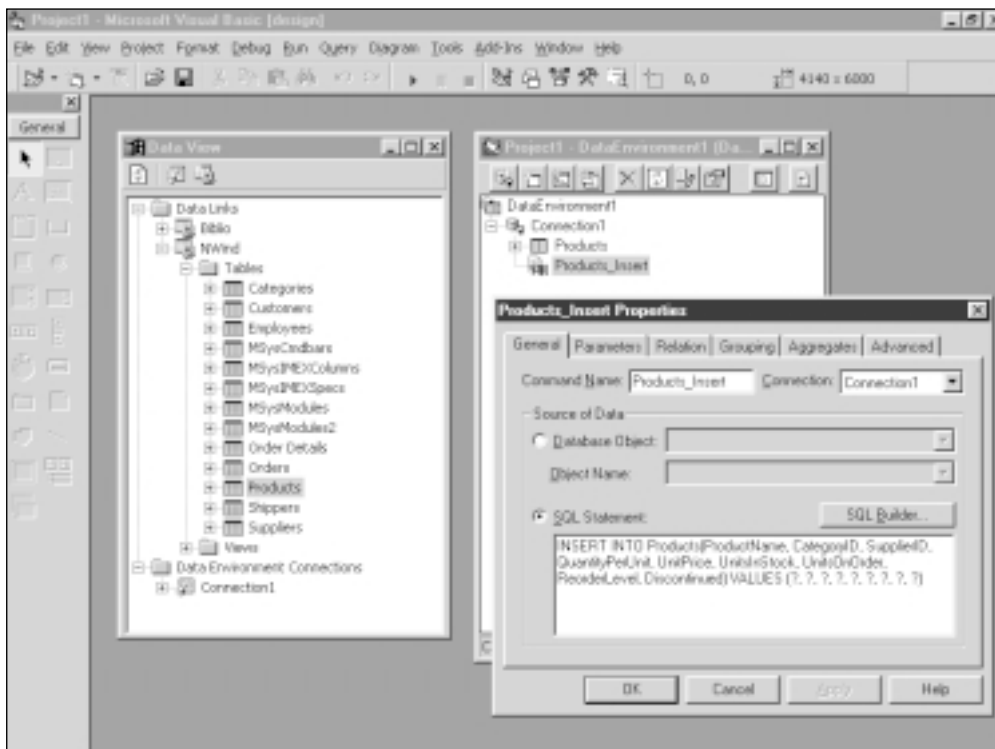 Project1 - Microsoft Visual Basic [design]
File Edit View Project Format Debug Run Query Diagram Tools Add-Ins Window Help
0, 0
4140 x 6000
General
Data View
Data Links
Biblio
NWind
Tables
Categories
Customers
Employees
MSysCmdbars
MSysIMEXColumns
MSysIMEXSpecs
MSysModules
MSysModules2
Order Details
Orders
Products
Shippers
Suppliers
Views
Data Environment Connections
Connection1
Project1 - DataEnvironment1 (Da...
DataEnvironment1
Connection1
Products
Products_Insert
Products_Insert Properties
General Parameters Relation Grouping Aggregates Advanced
Command Name: Products_Insert Connection: Connection1
Source of Data
Database Object:
Object Name:
SQL Statement: SQL Builder...
INSERT INTO Products(ProductName, CategoryID, SupplierID,
QuantityPerUnit, UnitPrice, UnitsInStock, UnitsOnOrder,
ReorderLevel, Discontinued) VALUES (?, ?, ?, ?, ?, ?, ?, ?, ?)
OK Cancel Apply Help